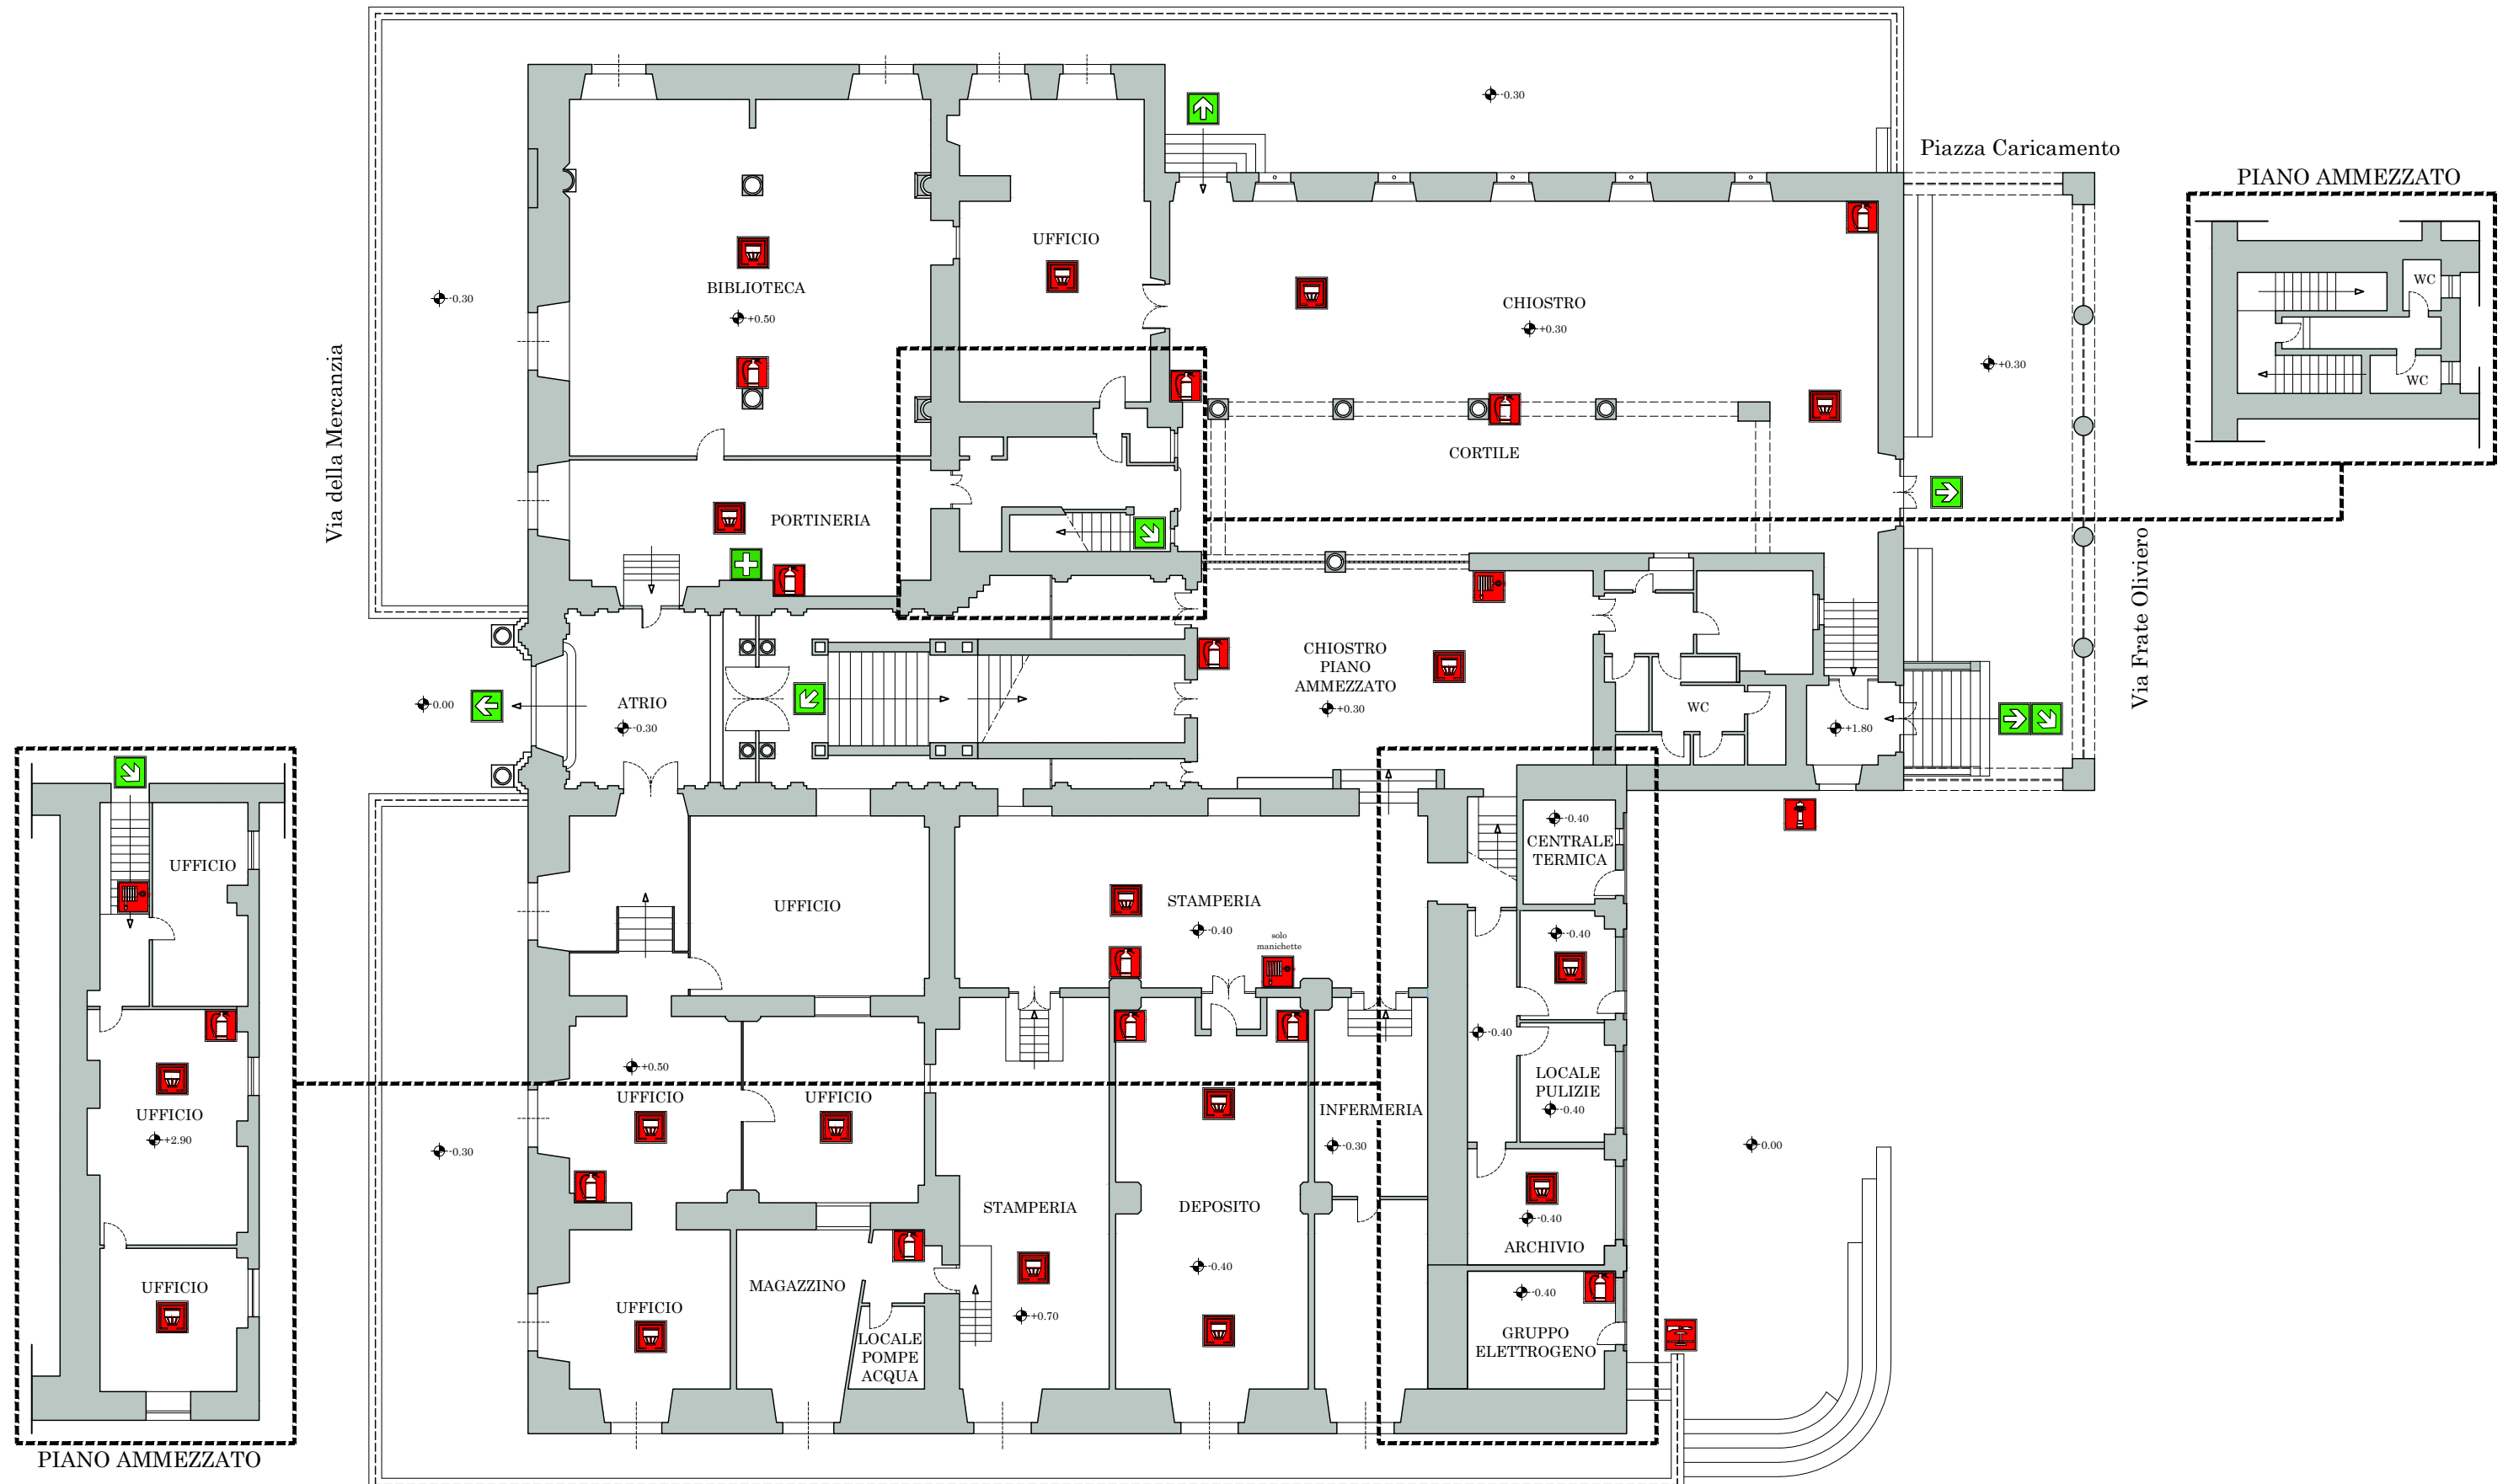 -0.30
Piazza Caricamento
PIANO AMMEZZATO
UFFICIO
WC
BIBLIOTECA
-0.30
+0.50
CHIOSTRO
+0.30
+0.30
WC
Via della Mercanzia
CORTILE
PORTINERIA
Via Frate Oliviero
CHIOSTRO
PIANO
AMMEZZATO
+0.30
ATRIO
-0.30
0.00
WC
+1.80
PIANO AMMEZZATO
UFFICIO
UFFICIO
+2.90
UFFICIO
UFFICIO
STAMPERIA
-0.40
solo
manichette
-0.40
CENTRALE
TERMICA
-0.40
-0.40
LOCALE
PULIZIE
-0.40
+0.50
UFFICIO
UFFICIO
INFERMERIA
-0.30
-0.30
0.00
STAMPERIA
+0.70
DEPOSITO
-0.40
-0.40
ARCHIVIO
MAGAZZINO
UFFICIO
LOCALE
POMPE
ACQUA
-0.40
GRUPPO
ELETTROGENO